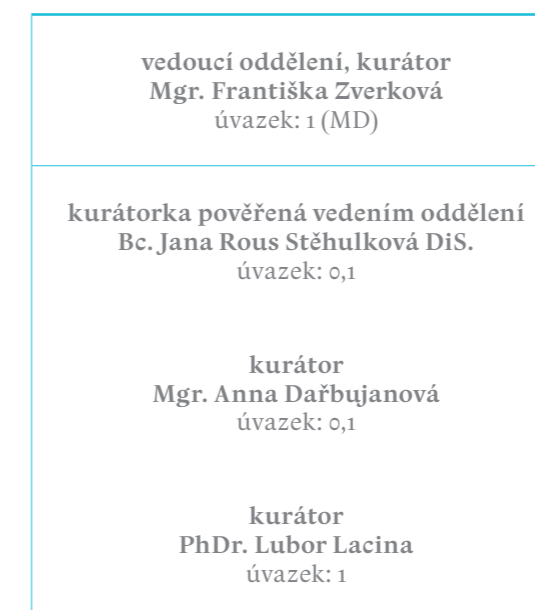 vedoucí oddělení, kurátor
Mgr. Františka Zverková
úvazek: 1 (MD)
kurátorka pověřená vedením oddělení
Bc. Jana Rous Stěhulková DiS.
úvazek: 0,1
kurátor
Mgr. Anna Dařbujanová
úvazek: 0,1
kurátor
PhDr. Lubor Lacina
úvazek: 1